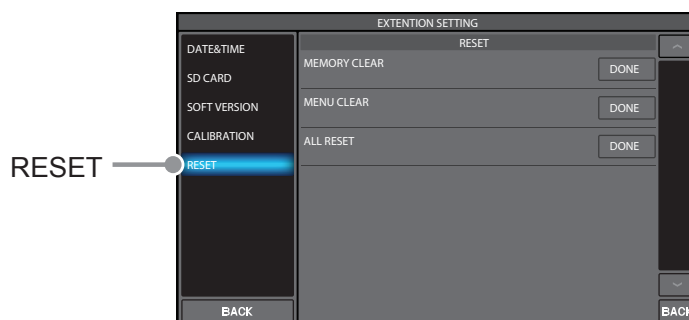 EXTENTION SETTING
RESET
DATE&TIME
SD CARD
SOFT VERSION
CALIBRATION
RESET
BACK
RESET
MEMORY CLEAR DONE
MENU CLEAR DONE
ALL RESET DONE
BACK